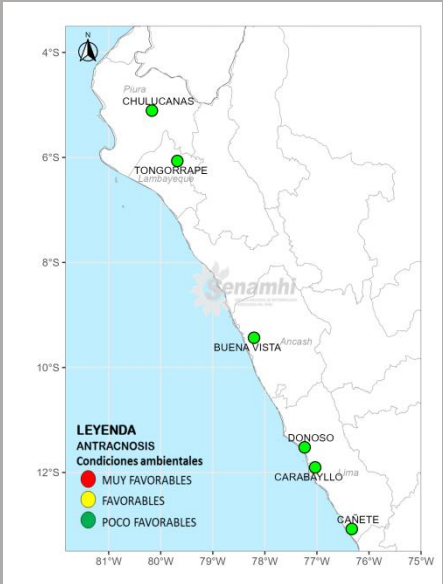 N
4°S
Piura
CHULUCANAS
6°S
TONGORRAPE
Lambayeque
8°S
Senamhi
BUENA VISTA
Ancash
10°S
LEYENDA
ANTRACNOSIS
Condiciones ambientales
MUY FAVORABLES
FAVORABLES
POCO FAVORABLES
DONOSO
12°S
CARABAYLLO
Lima
CAÑETE
81°W
80°W
79°W
78°W
77°W
76°W
75°W